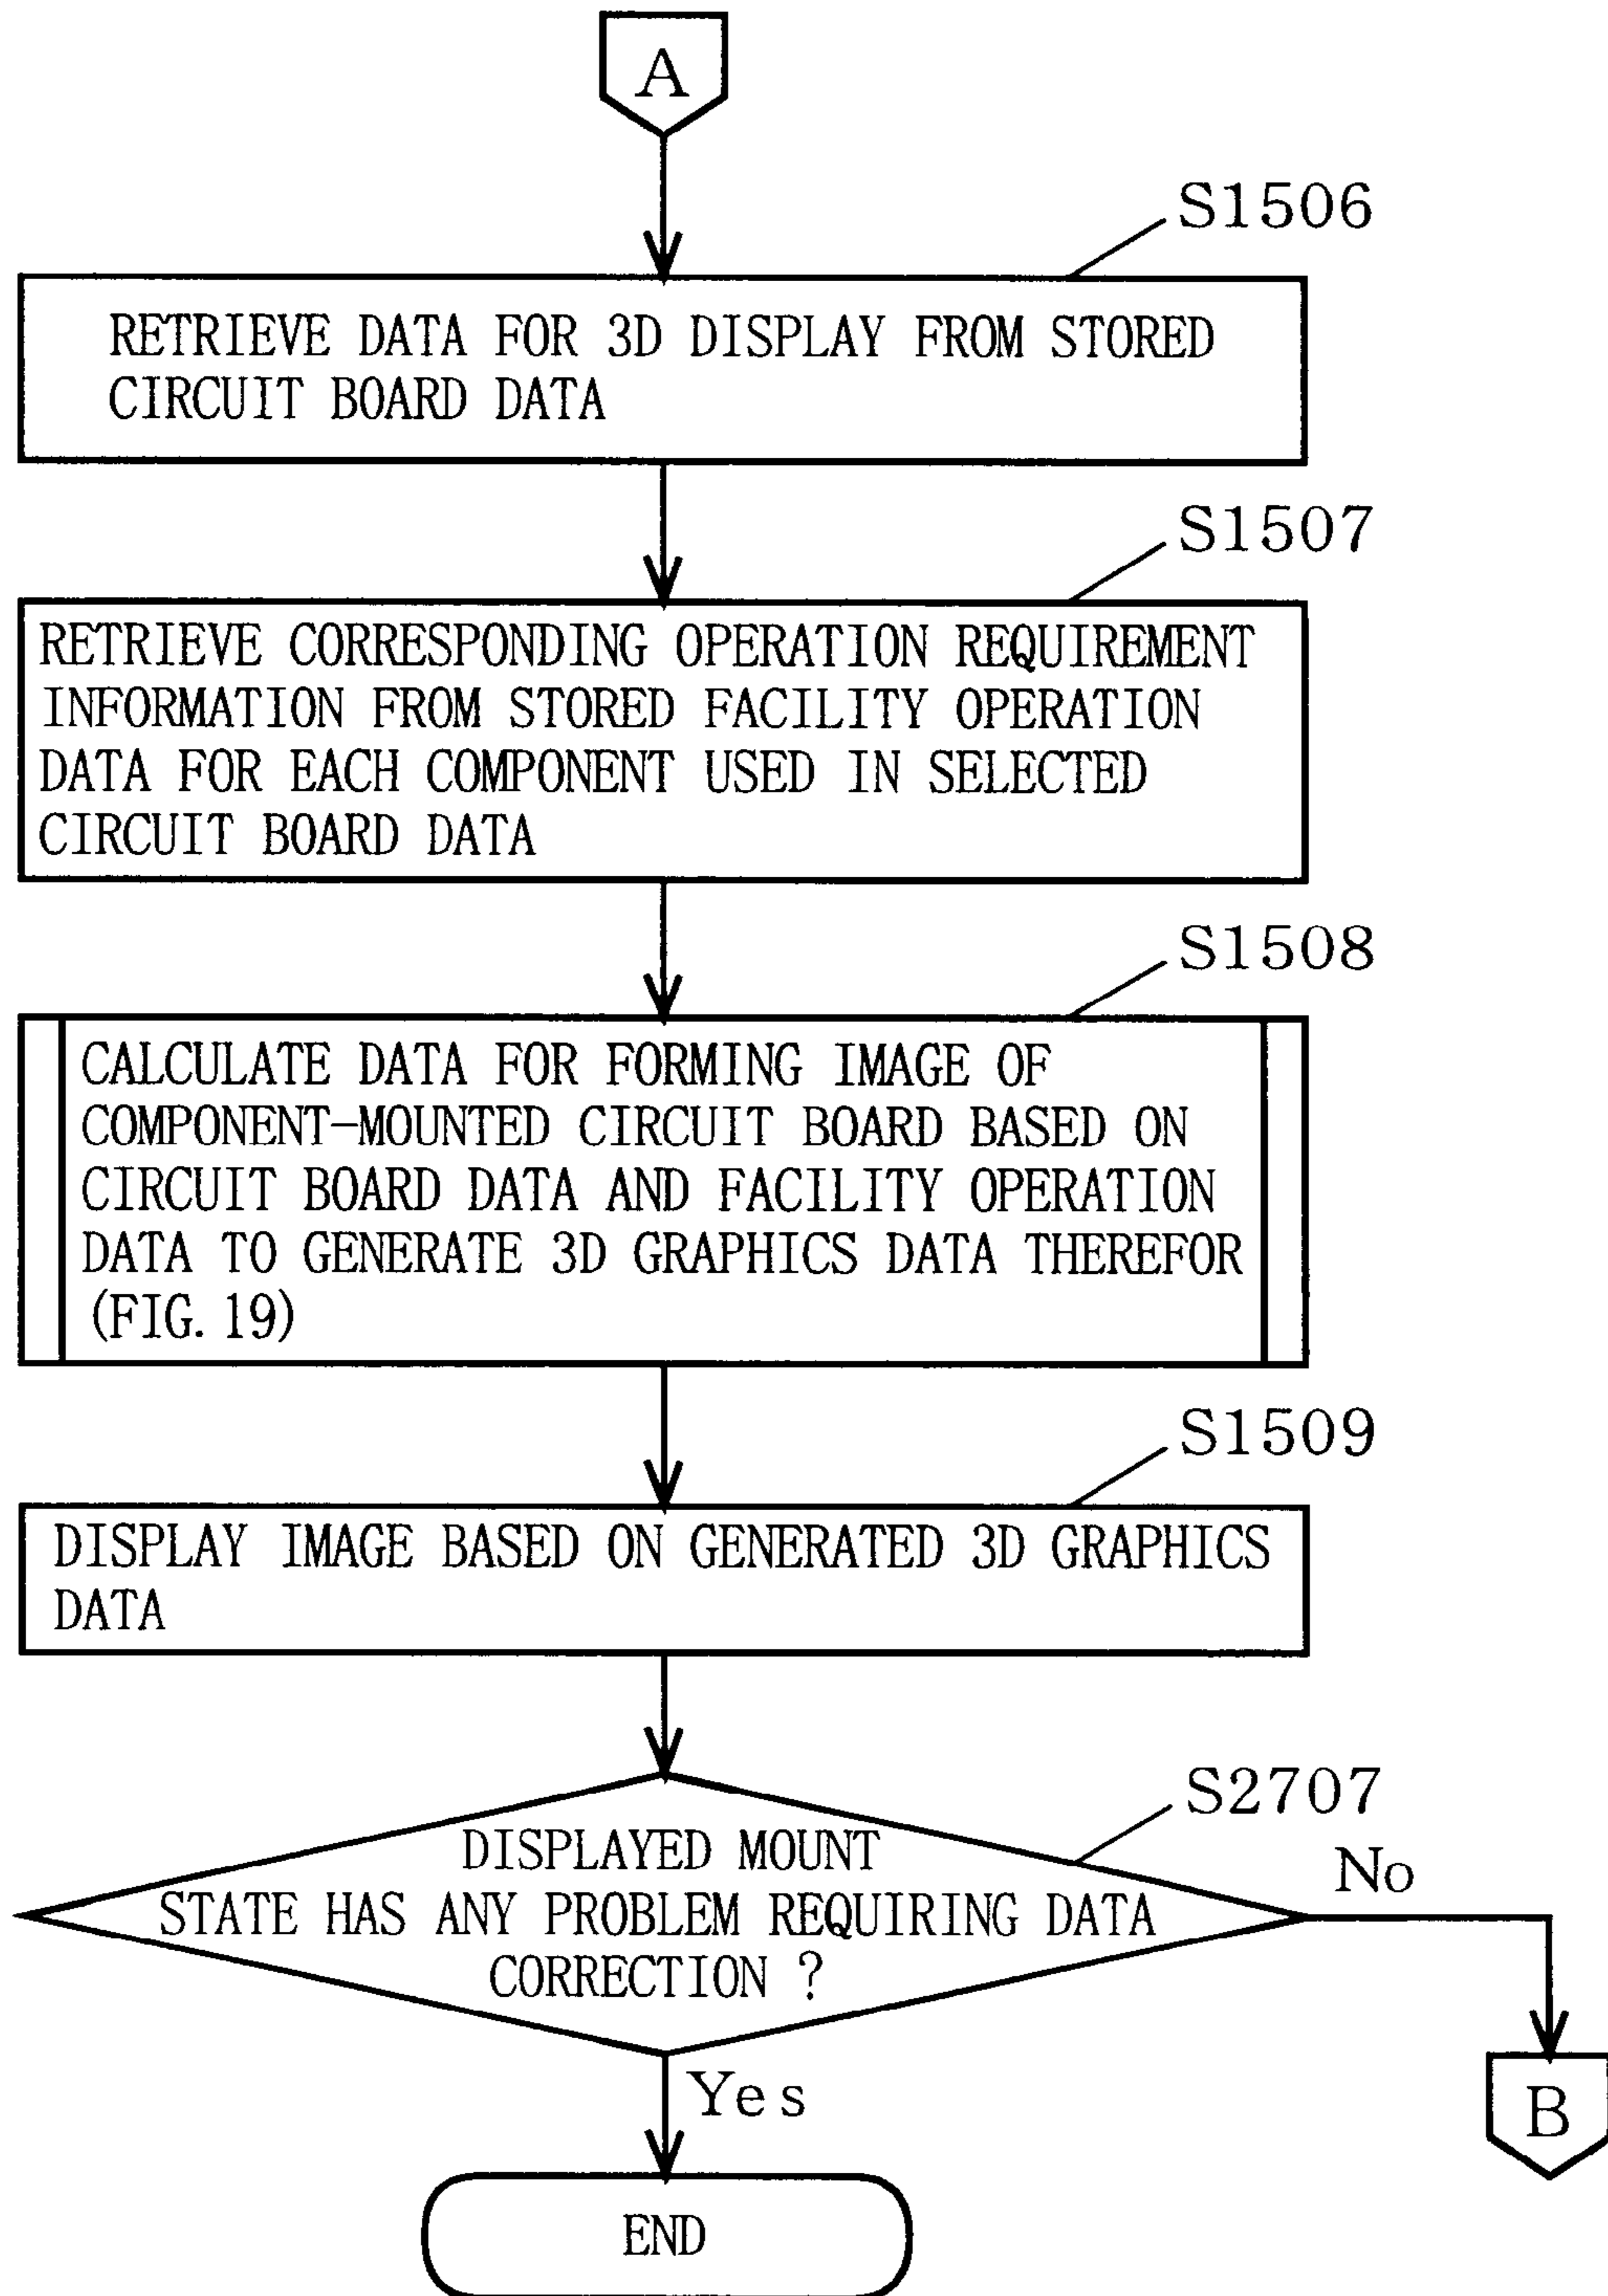 A
S1506
RETRIEVE DATA FOR 3D DISPLAY FROM STORED
CIRCUIT BOARD DATA
S1507
RETRIEVE CORRESPONDING OPERATION REQUIREMENT
INFORMATION FROM STORED FACILITY OPERATION
DATA FOR EACH COMPONENT USED IN SELECTED
CIRCUIT BOARD DATA
S1508
CALCULATE DATA FOR FORMING IMAGE OF
COMPONENT-MOUNTED CIRCUIT BOARD BASED ON
CIRCUIT BOARD DATA AND FACILITY OPERATION
DATA TO GENERATE 3D GRAPHICS DATA THEREFOR
(FIG. 19)
S1509
DISPLAY IMAGE BASED ON GENERATED 3D GRAPHICS
DATA
S2707
DISPLAYED MOUNT
STATE HAS ANY PROBLEM REQUIRING DATA
CORRECTION ?
No
Yes
B
END